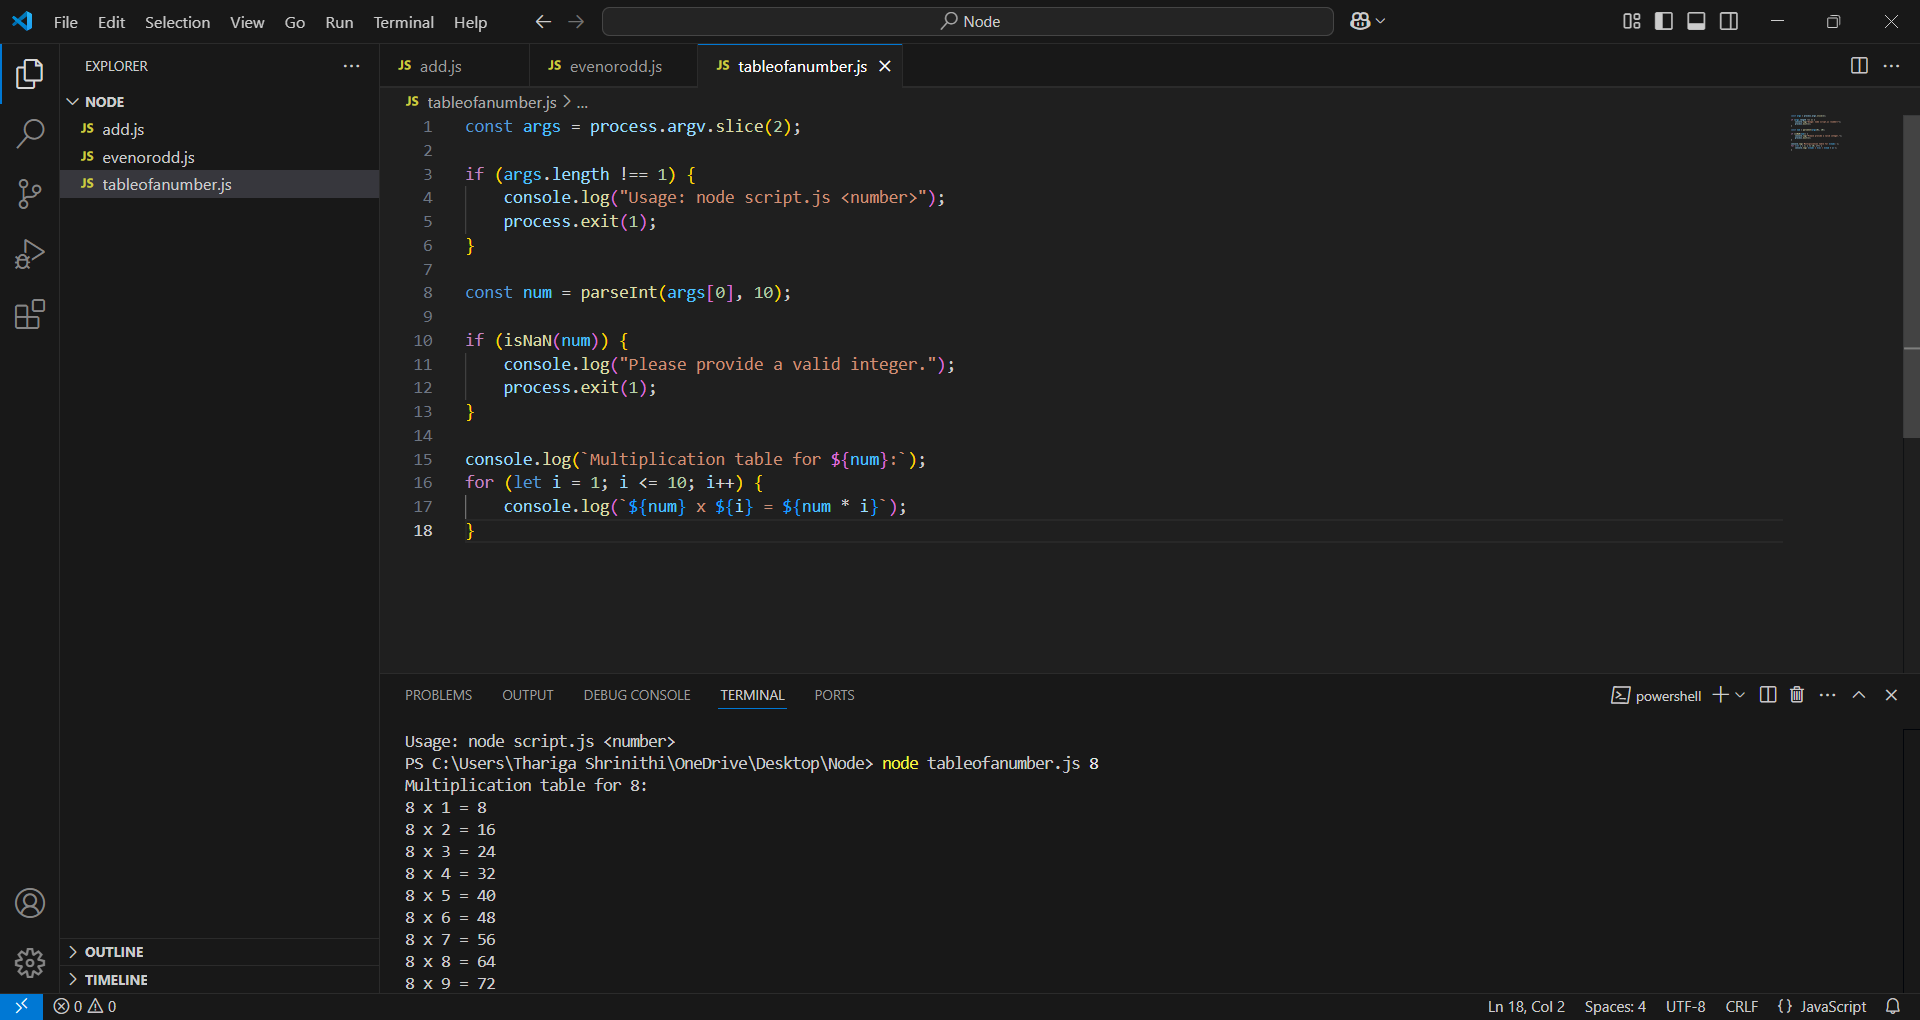 File Edit Selection View Go Run Terminal Help
Node
EXPLORER
NODE
JS add.js
JS evenorodd.js
JS tableofanumber.js
OUTLINE
TIMELINE
JS add.js JS evenorodd.js JS tableofanumber.js
JS tableofanumber.js > ...
1 const args = process.argv.slice(2);
2
3 if (args.length !== 1) {
4     console.log("Usage: node script.js <number>");
5     process.exit(1);
6 }
7
8 const num = parseInt(args[0], 10);
9
10 if (isNaN(num)) {
11     console.log("Please provide a valid integer.");
12     process.exit(1);
13 }
14
15 console.log(`Multiplication table for ${num}:`);
16 for (let i = 1; i <= 10; i++) {
17     console.log(`${num} x ${i} = ${num * i}`);
18 }
PROBLEMS OUTPUT DEBUG CONSOLE TERMINAL PORTS
powershell
Usage: node script.js <number>
PS C:\Users\Thariga Shrinithi\OneDrive\Desktop\Node> node tableofanumber.js 8
Multiplication table for 8:
8 x 1 = 8
8 x 2 = 16
8 x 3 = 24
8 x 4 = 32
8 x 5 = 40
8 x 6 = 48
8 x 7 = 56
8 x 8 = 64
8 x 9 = 72
0 0
Ln 18, Col 2 Spaces: 4 UTF-8 CRLF {} JavaScript